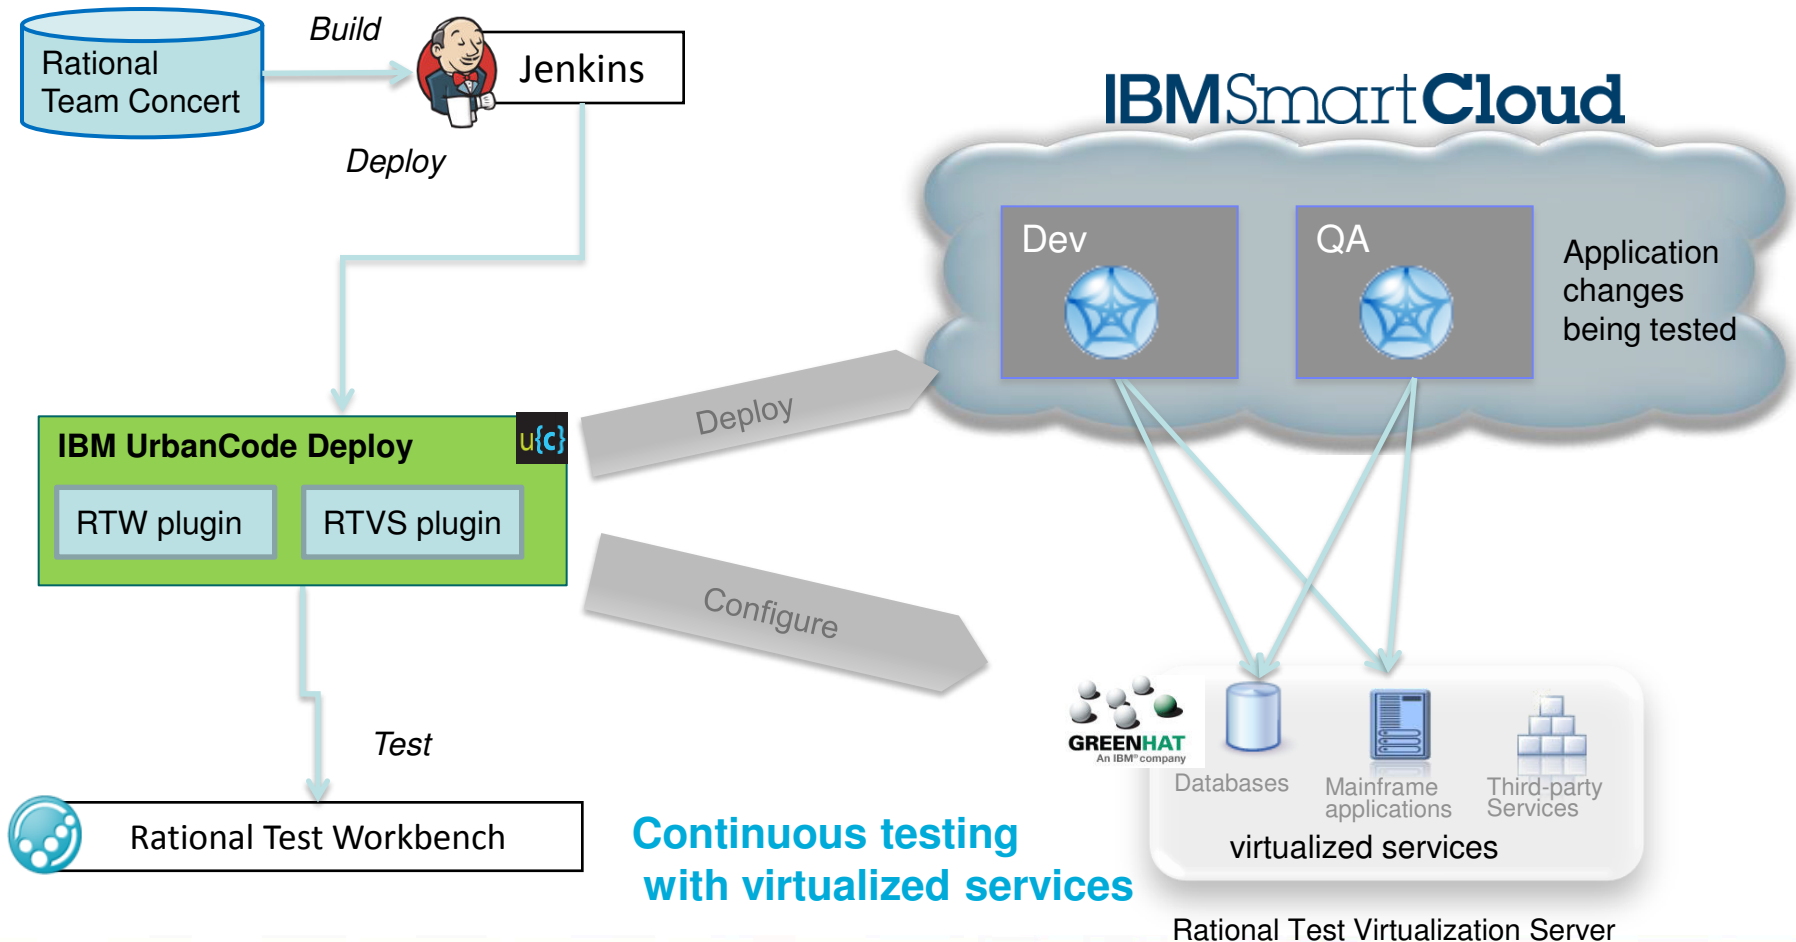 Build
Rational
Team Concert
Jenkins
Deploy
IBMSmartCloud
Dev
QA
Application
changes
being tested
IBM UrbanCode Deploy
u{c}
RTW plugin
RTVS plugin
Deploy
Configure
Test
Rational Test Workbench
Continuous testing
with virtualized services
GREENHAT
An IBM® company
Databases
Mainframe
applications
Third-party
Services
virtualized services
Rational Test Virtualization Server